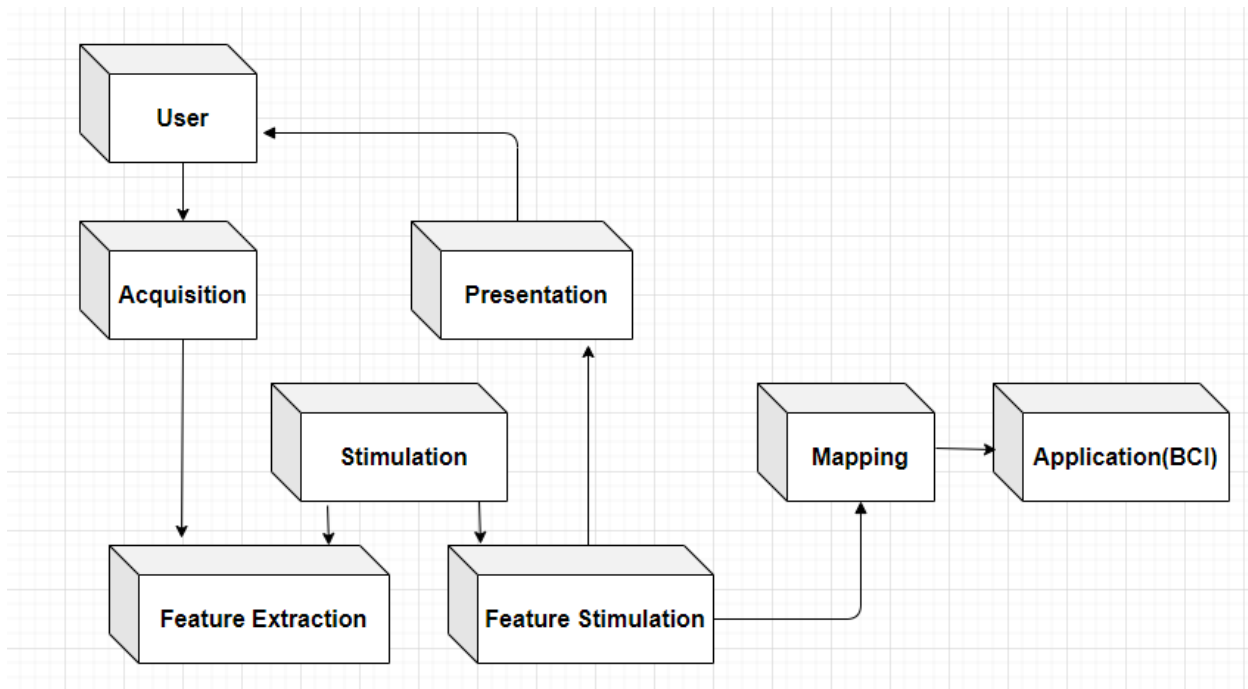 User
Acquisition
Presentation
Stimulation
Mapping
Application(BCI)
Feature Extraction
Feature Stimulation